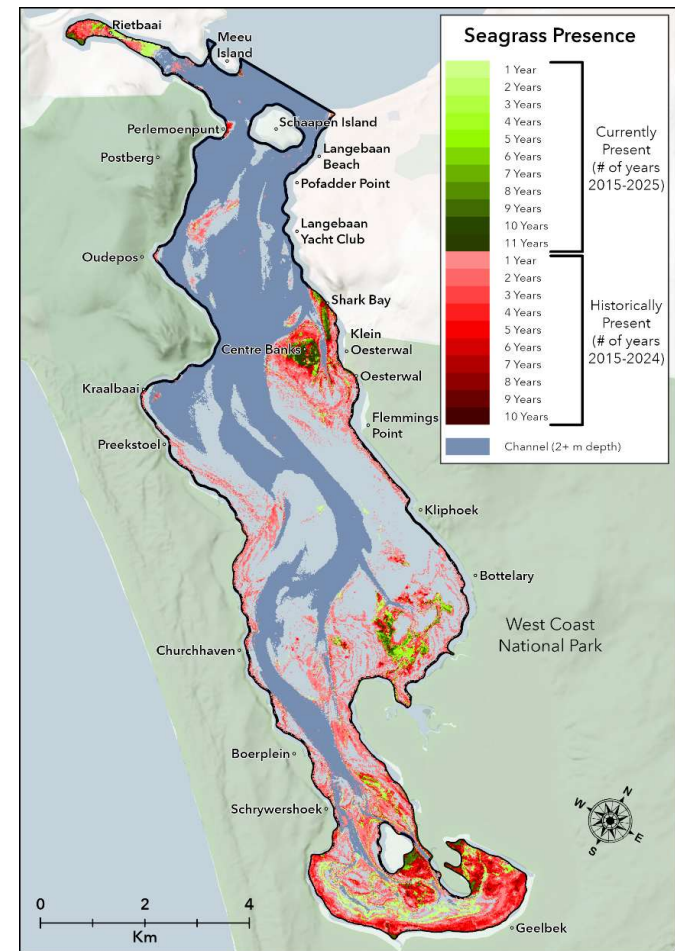 Rietbaai
Meeu
Island
Perlemoenpunt
Schaapen Island
Postberg
Langebaan
Beach
Pofadder Point
Langebaan
Yacht Club
Oudepos
Shark Bay
Klein
Oesterwal
Centre Banks
Oesterwal
Kraalbaai
Flemmings
Point
Preekstoel
Kliphoek
Bottelary
West Coast
National Park
Churchhaven
Boerplein
Schrywershoek
Geelbek
Seagrass Presence
1 Year
2 Years
3 Years
4 Years
5 Years
6 Years
7 Years
8 Years
9 Years
10 Years
11 Years
Currently
Present
(# of years
2015-2025)
1 Year
2 Years
3 Years
4 Years
5 Years
6 Years
7 Years
8 Years
9 Years
10 Years
Historically
Present
(# of years
2015-2024)
Channel (2+ m depth)
N
W
E
S
0 2 4
Km